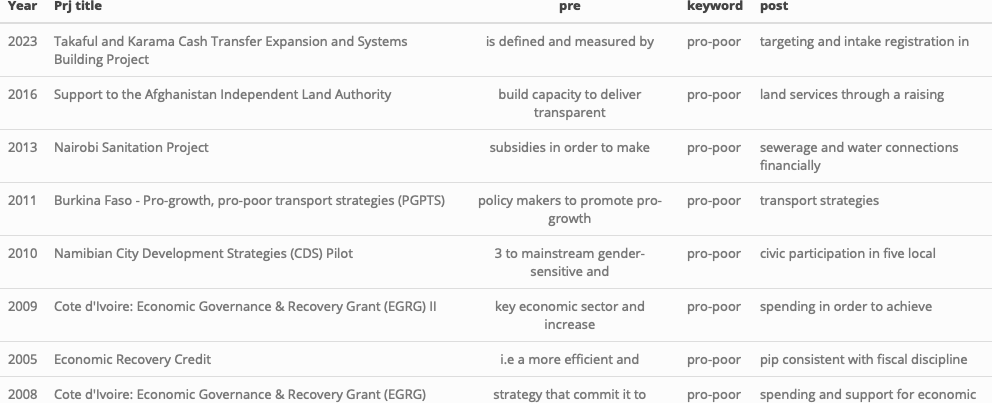 Year Prj title pre keyword post
2023 Takaful and Karama Cash Transfer Expansion and Systems is defined and measured by pro-poor targeting and intake registration in
Building Project
2016 Support to the Afghanistan Independent Land Authority build capacity to deliver pro-poor land services through a raising
transparent
2013 Nairobi Sanitation Project subsidies in order to make pro-poor sewerage and water connections
financially
2011 Burkina Faso - Pro-growth, pro-poor transport strategies (PGPTS) policy makers to promote pro- pro-poor transport strategies
growth
2010 Namibian City Development Strategies (CDS) Pilot 3 to mainstream gender- pro-poor civic participation in five local
sensitive and
2009 Cote d'Ivoire: Economic Governance & Recovery Grant (EGRG) II key economic sector and pro-poor spending in order to achieve
increase
2005 Economic Recovery Credit i.e a more efficient and pro-poor pip consistent with fiscal discipline
2008 Cote d'Ivoire: Economic Governance & Recovery Grant (EGRG) strategy that commit it to pro-poor spending and support for economic